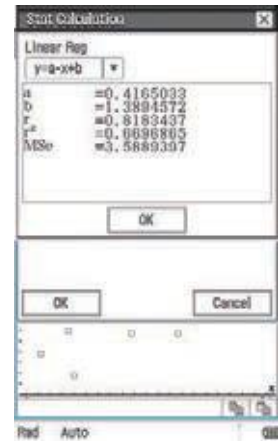 Stat Calculation
Linear Reg
y=a·x+b
a =0.4165033
b =1.3894572
r =0.8183437
r² =0.6696865
MSe =3.5889397
OK
OK Cancel
Rad Auto